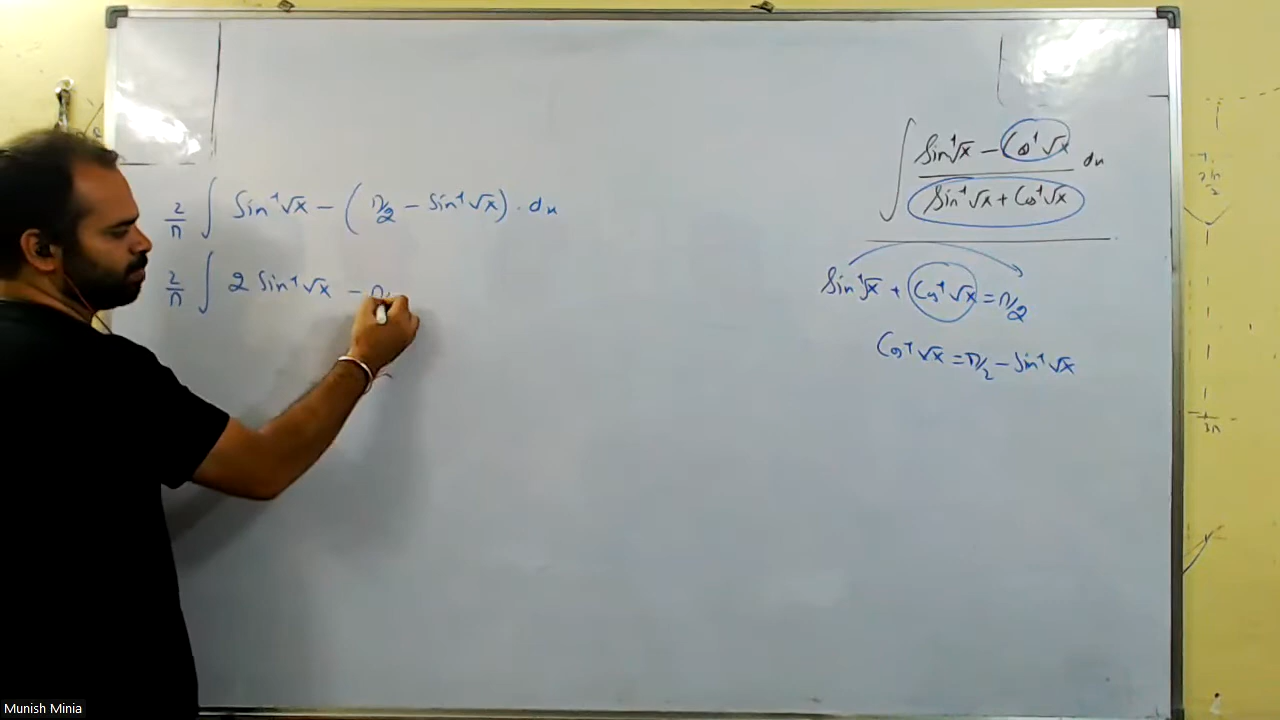 ∫ (Sin⁻¹√x − Cos⁻¹√x) / (Sin⁻¹√x + Cos⁻¹√x) dx
Sin⁻¹√x + Cos⁻¹√x = π/2
Cos⁻¹√x = π/2 − Sin⁻¹√x
2/π ∫ Sin⁻¹√x − (π/2 − Sin⁻¹√x) . dx
2/π ∫ 2 Sin⁻¹√x − π
Munish Minia